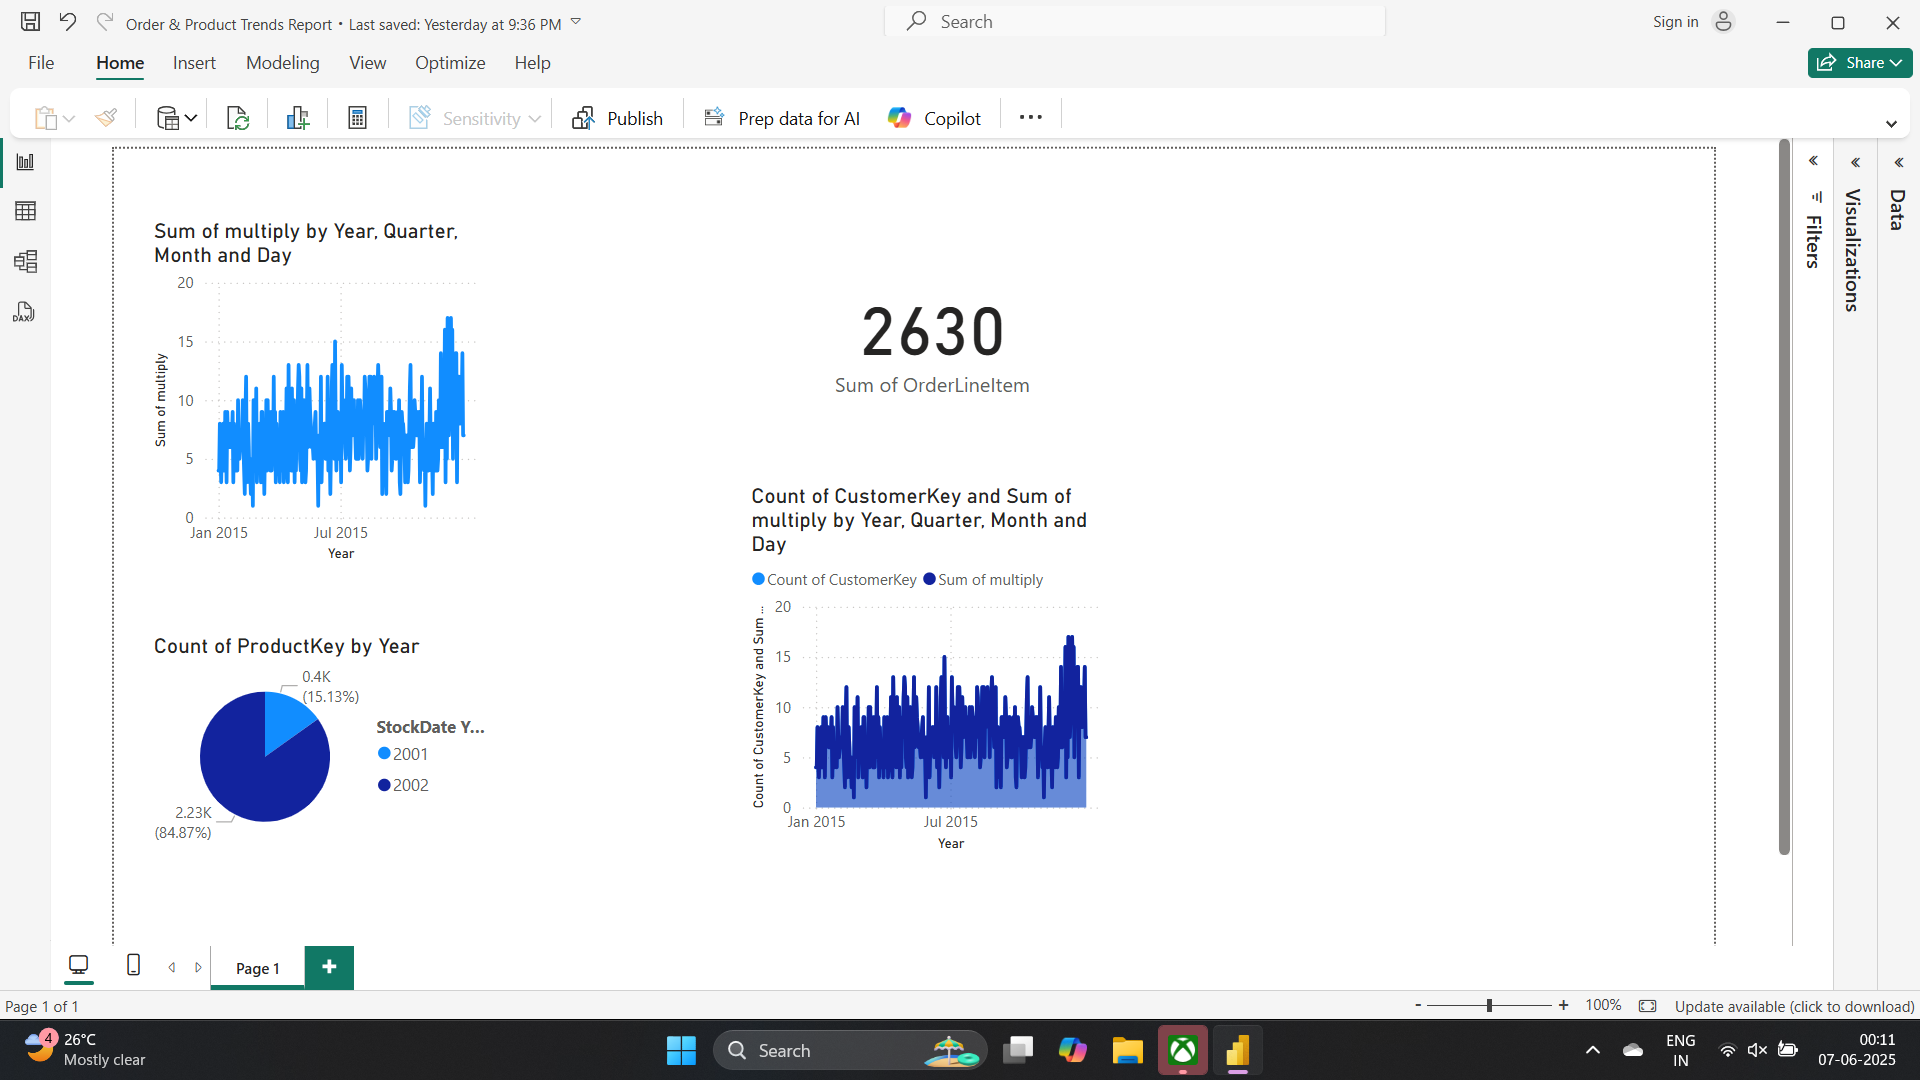 Order & Product Trends Report • Last saved: Yesterday at 9:36 PM
Search
Sign in
File
Home
Insert
Modeling
View
Optimize
Help
Share
Sensitivity
Publish
Prep data for AI
Copilot
DAX
Filters
Visualizations
Data
Sum of multiply by Year, Quarter,
Month and Day
20
15
10
5
0
Sum of multiply
Jan 2015
Jul 2015
Year
2630
Sum of OrderLineItem
Count of CustomerKey and Sum of
multiply by Year, Quarter, Month and
Day
Count of CustomerKey
Sum of multiply
20
15
10
5
0
Count of CustomerKey and Sum ...
Jan 2015
Jul 2015
Year
Count of ProductKey by Year
0.4K
(15.13%)
2.23K
(84.87%)
StockDate Y...
2001
2002
Page 1
Page 1 of 1
- + 100%
Update available (click to download)
4
26°C
Mostly clear
Search
ENG
IN
00:11
07-06-2025